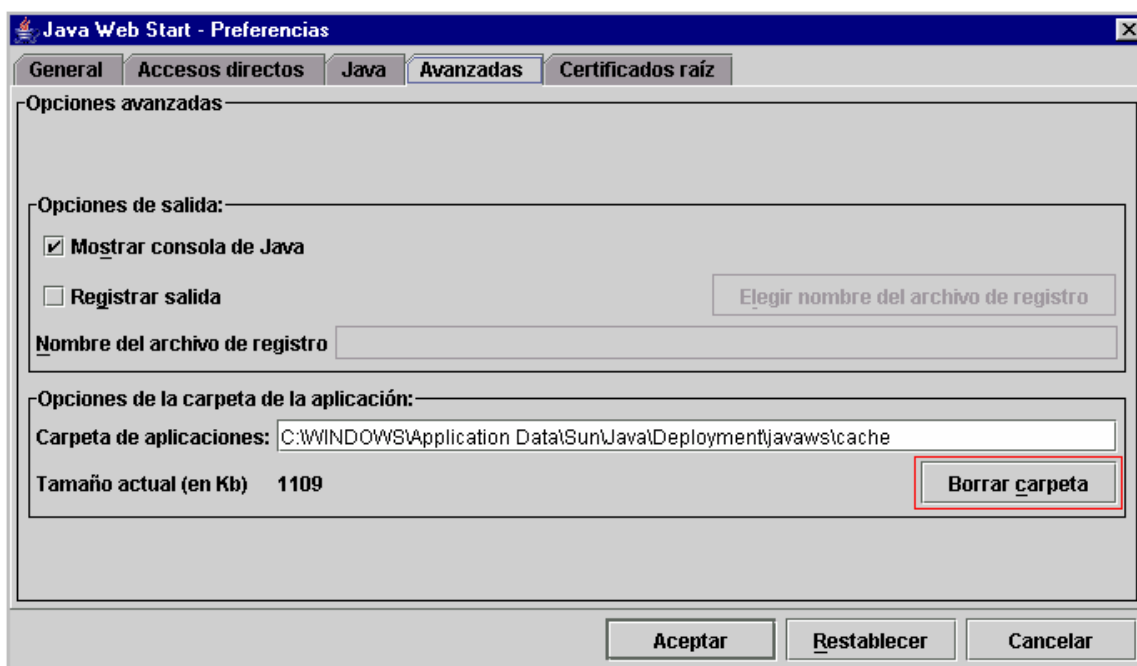 Java Web Start - Preferencias
General Accesos directos Java Avanzadas Certificados raíz
Opciones avanzadas
Opciones de salida:
Mostrar consola de Java
Registrar salida Elegir nombre del archivo de registro
Nombre del archivo de registro
Opciones de la carpeta de la aplicación:
Carpeta de aplicaciones: C:\WINDOWS\Application Data\Sun\Java\Deployment\javaws\cache
Tamaño actual (en Kb) 1109 Borrar carpeta
Aceptar Restablecer Cancelar